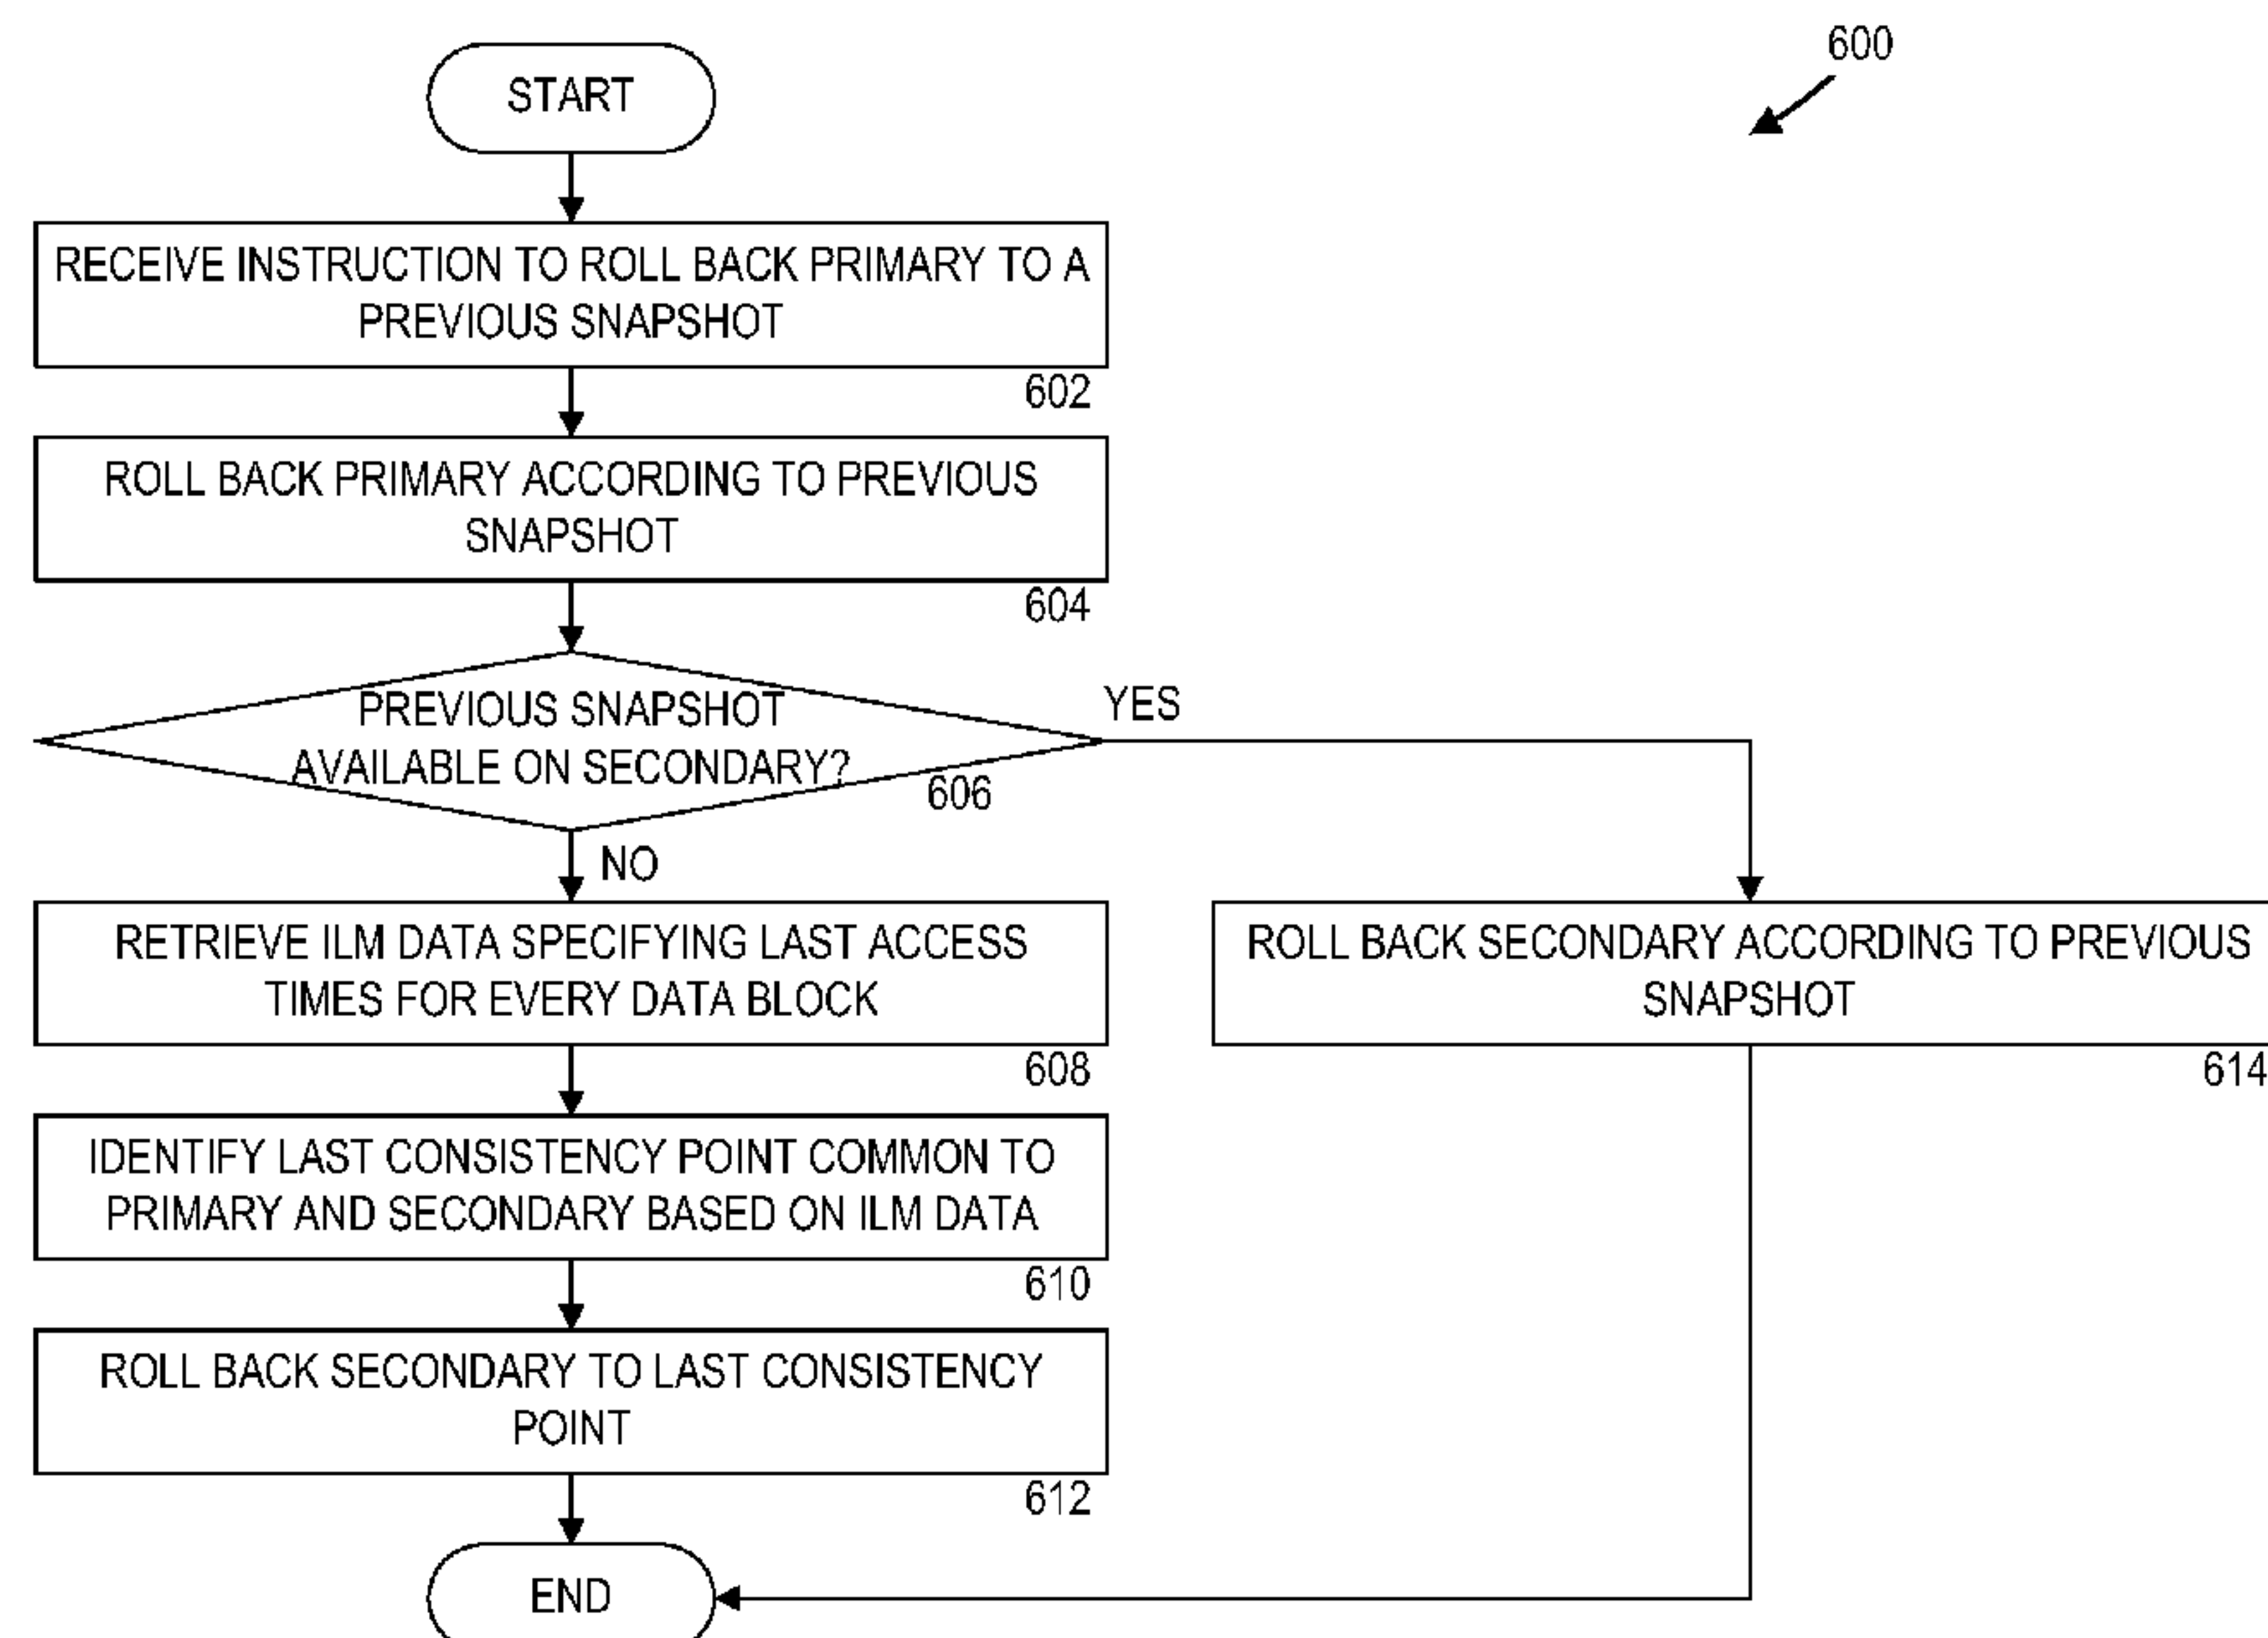 600
START
RECEIVE INSTRUCTION TO ROLL BACK PRIMARY TO A
PREVIOUS SNAPSHOT
602
ROLL BACK PRIMARY ACCORDING TO PREVIOUS
SNAPSHOT
604
PREVIOUS SNAPSHOT
AVAILABLE ON SECONDARY?
606
YES
NO
RETRIEVE ILM DATA SPECIFYING LAST ACCESS
TIMES FOR EVERY DATA BLOCK
608
ROLL BACK SECONDARY ACCORDING TO PREVIOUS
SNAPSHOT
614
IDENTIFY LAST CONSISTENCY POINT COMMON TO
PRIMARY AND SECONDARY BASED ON ILM DATA
610
ROLL BACK SECONDARY TO LAST CONSISTENCY
POINT
612
END